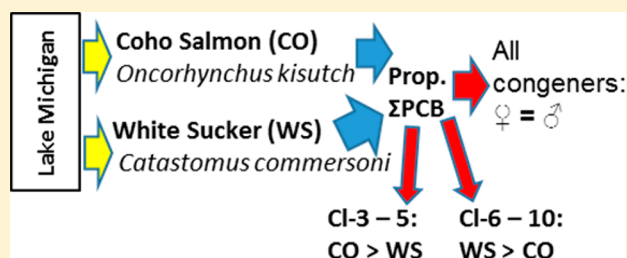 Lake Michigan
Coho Salmon (CO)
Oncorhynchus kisutch
White Sucker (WS)
Catastomus commersoni
Prop.
ΣPCB
All
congeners:
♀ = ♂
Cl-3 – 5:
CO > WS
Cl-6 – 10:
WS > CO